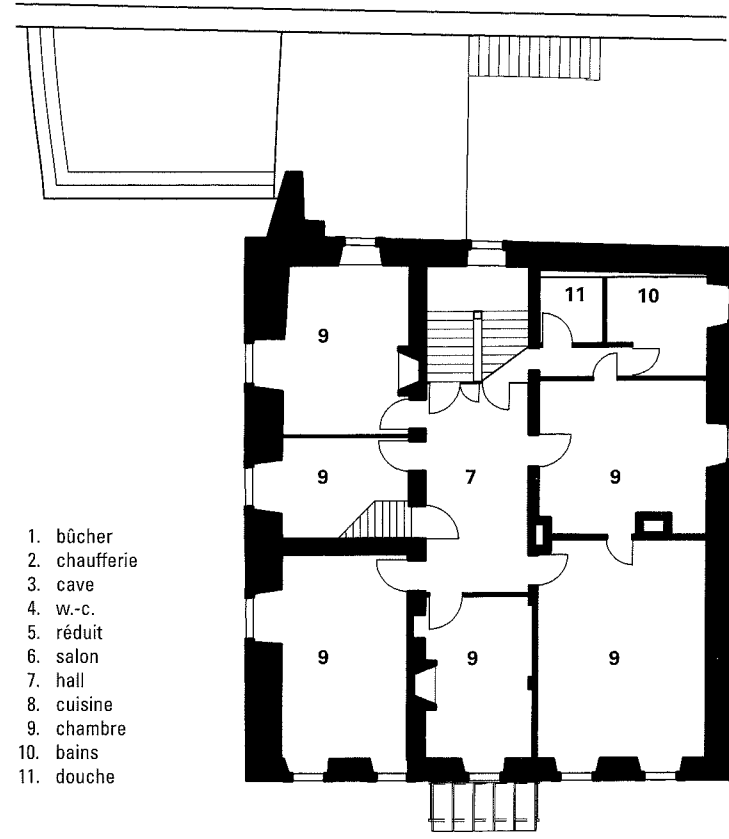 11 10
9
7
9
9
9
9
9
1. bûcher
2. chaufferie
3. cave
4. w.-c.
5. réduit
6. salon
7. hall
8. cuisine
9. chambre
10. bains
11. douche